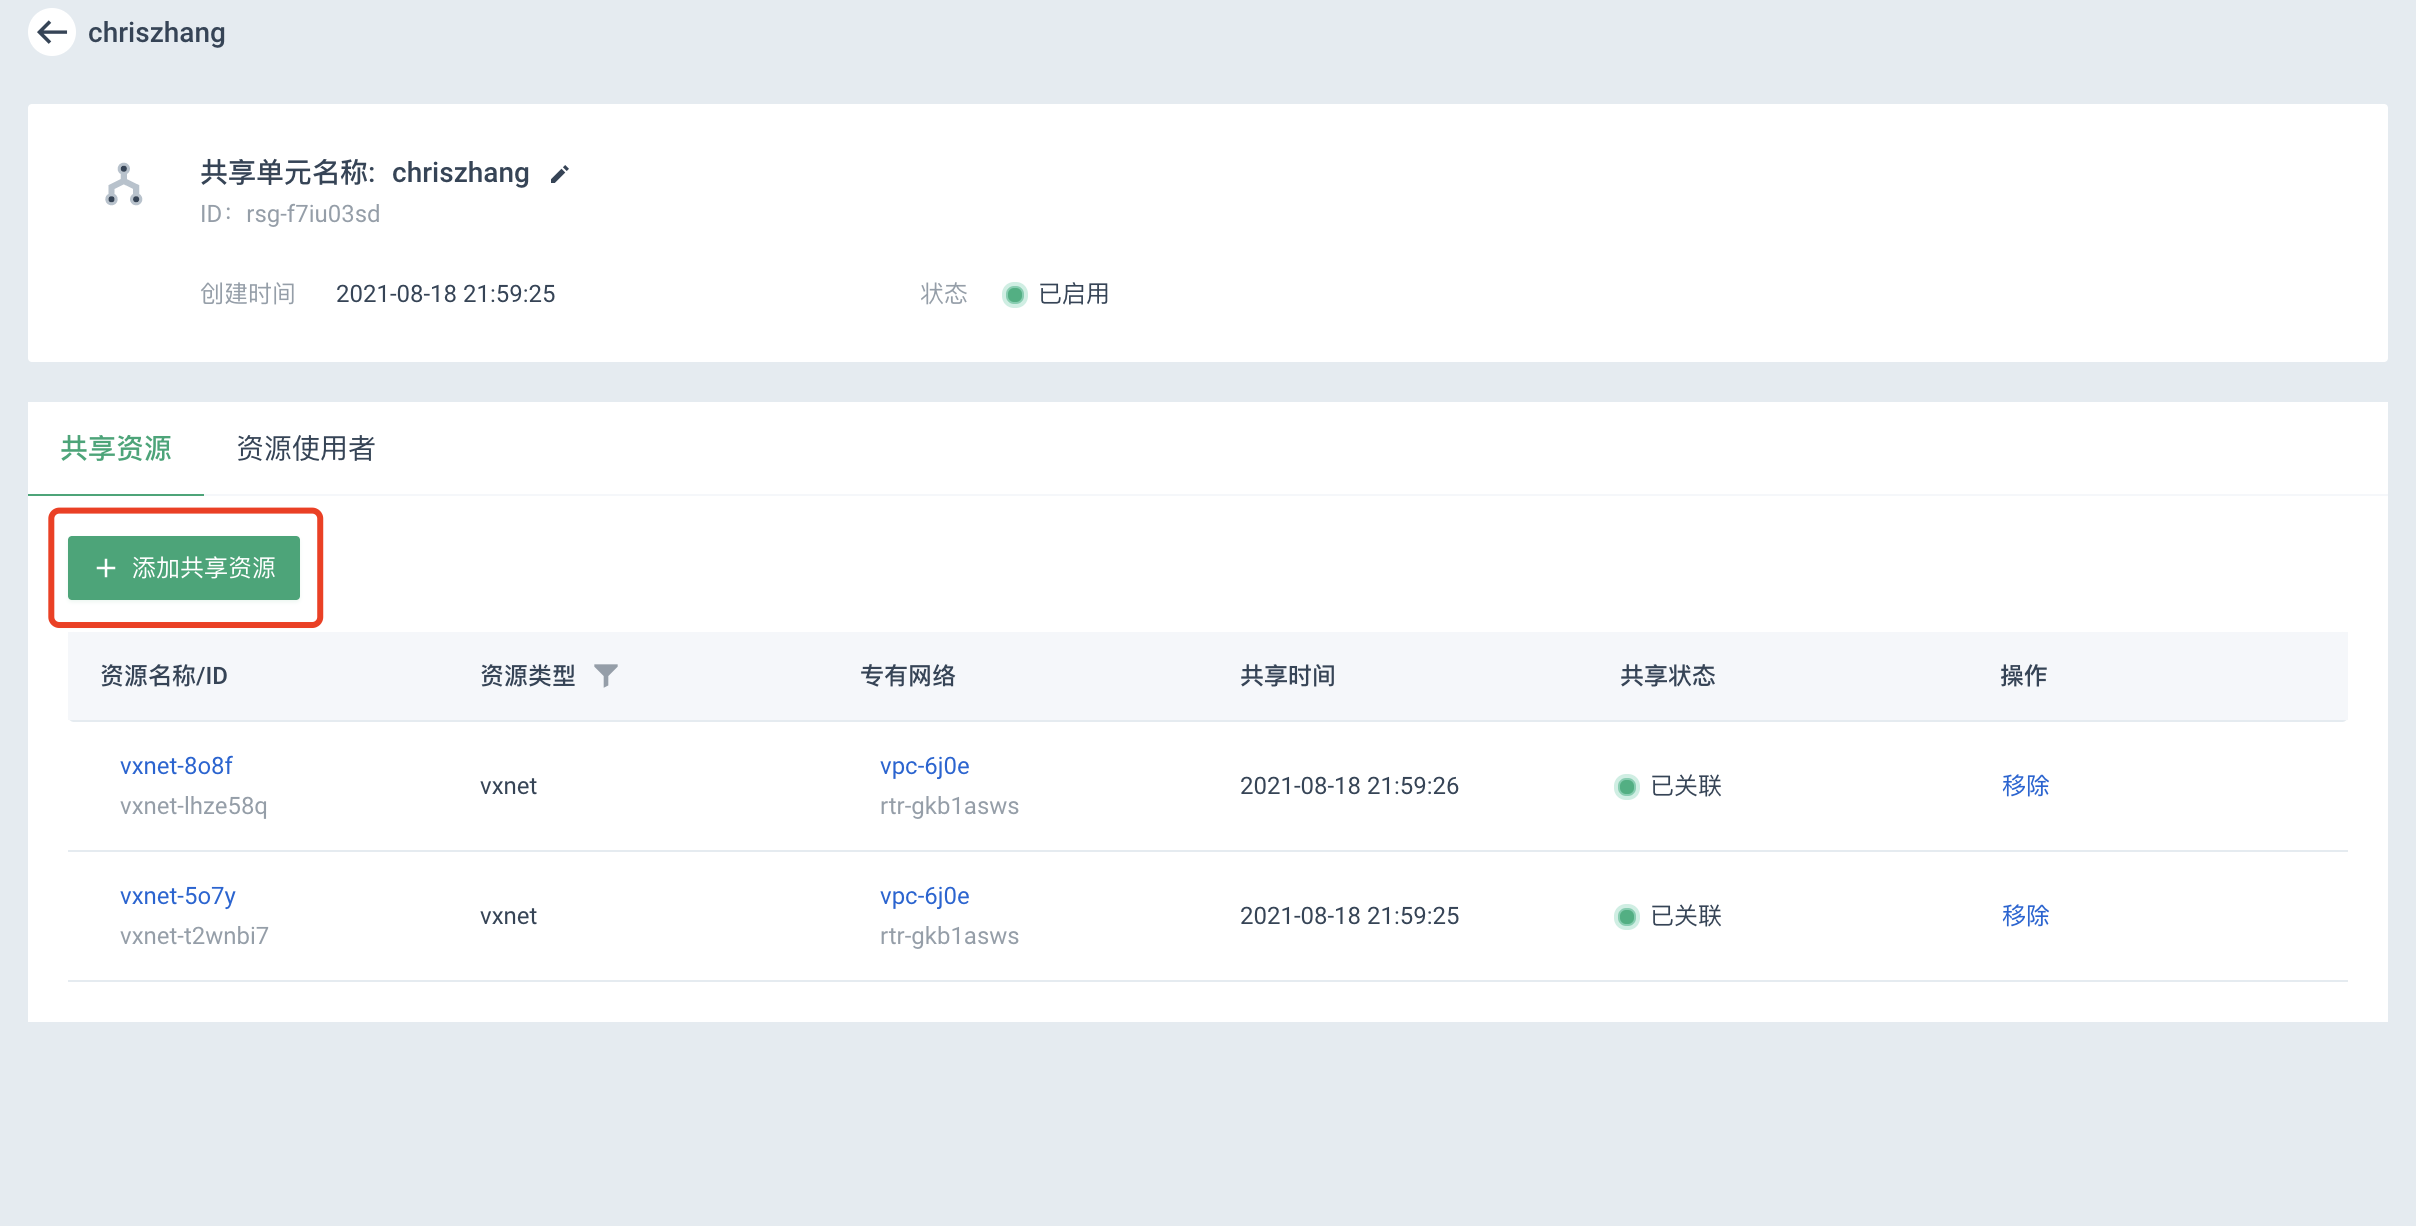 chriszhang
共享单元名称: chriszhang
ID: rsg-f7iu03sd
创建时间 2021-08-18 21:59:25 状态 已启用
共享资源 资源使用者
+ 添加共享资源
资源名称/ID 资源类型 专有网络 共享时间 共享状态 操作
vxnet-8o8f vpc-6j0e
vxnet 2021-08-18 21:59:26 已关联 移除
vxnet-lhze58q rtr-gkb1asws
vxnet-5o7y vpc-6j0e
vxnet 2021-08-18 21:59:25 已关联 移除
vxnet-t2wnbi7 rtr-gkb1asws